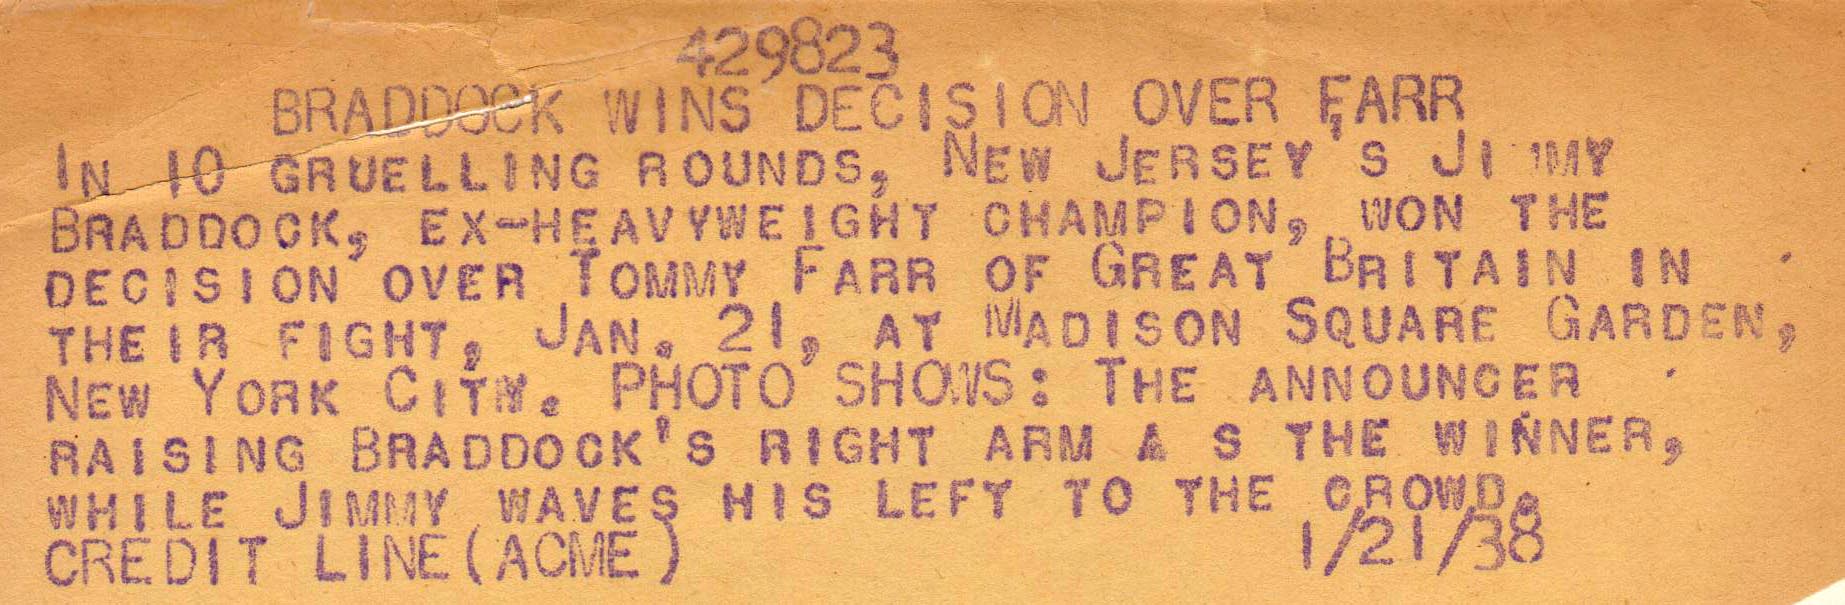 429823
BRADDOCK WINS DECISION OVER FARR
IN 10 GRUELLING ROUNDS, NEW JERSEY'S JIMMY
BRADDOCK, EX-HEAVYWEIGHT CHAMPION, WON THE
DECISION OVER TOMMY FARR OF GREAT BRITAIN IN
THEIR FIGHT, JAN. 21, AT MADISON SQUARE GARDEN,
NEW YORK CITY. PHOTO SHOWS: THE ANNOUNCER
RAISING BRADDOCK'S RIGHT ARM A S THE WINNER,
WHILE JIMMY WAVES HIS LEFT TO THE CROWD.
CREDIT LINE(ACME) 1/21/38